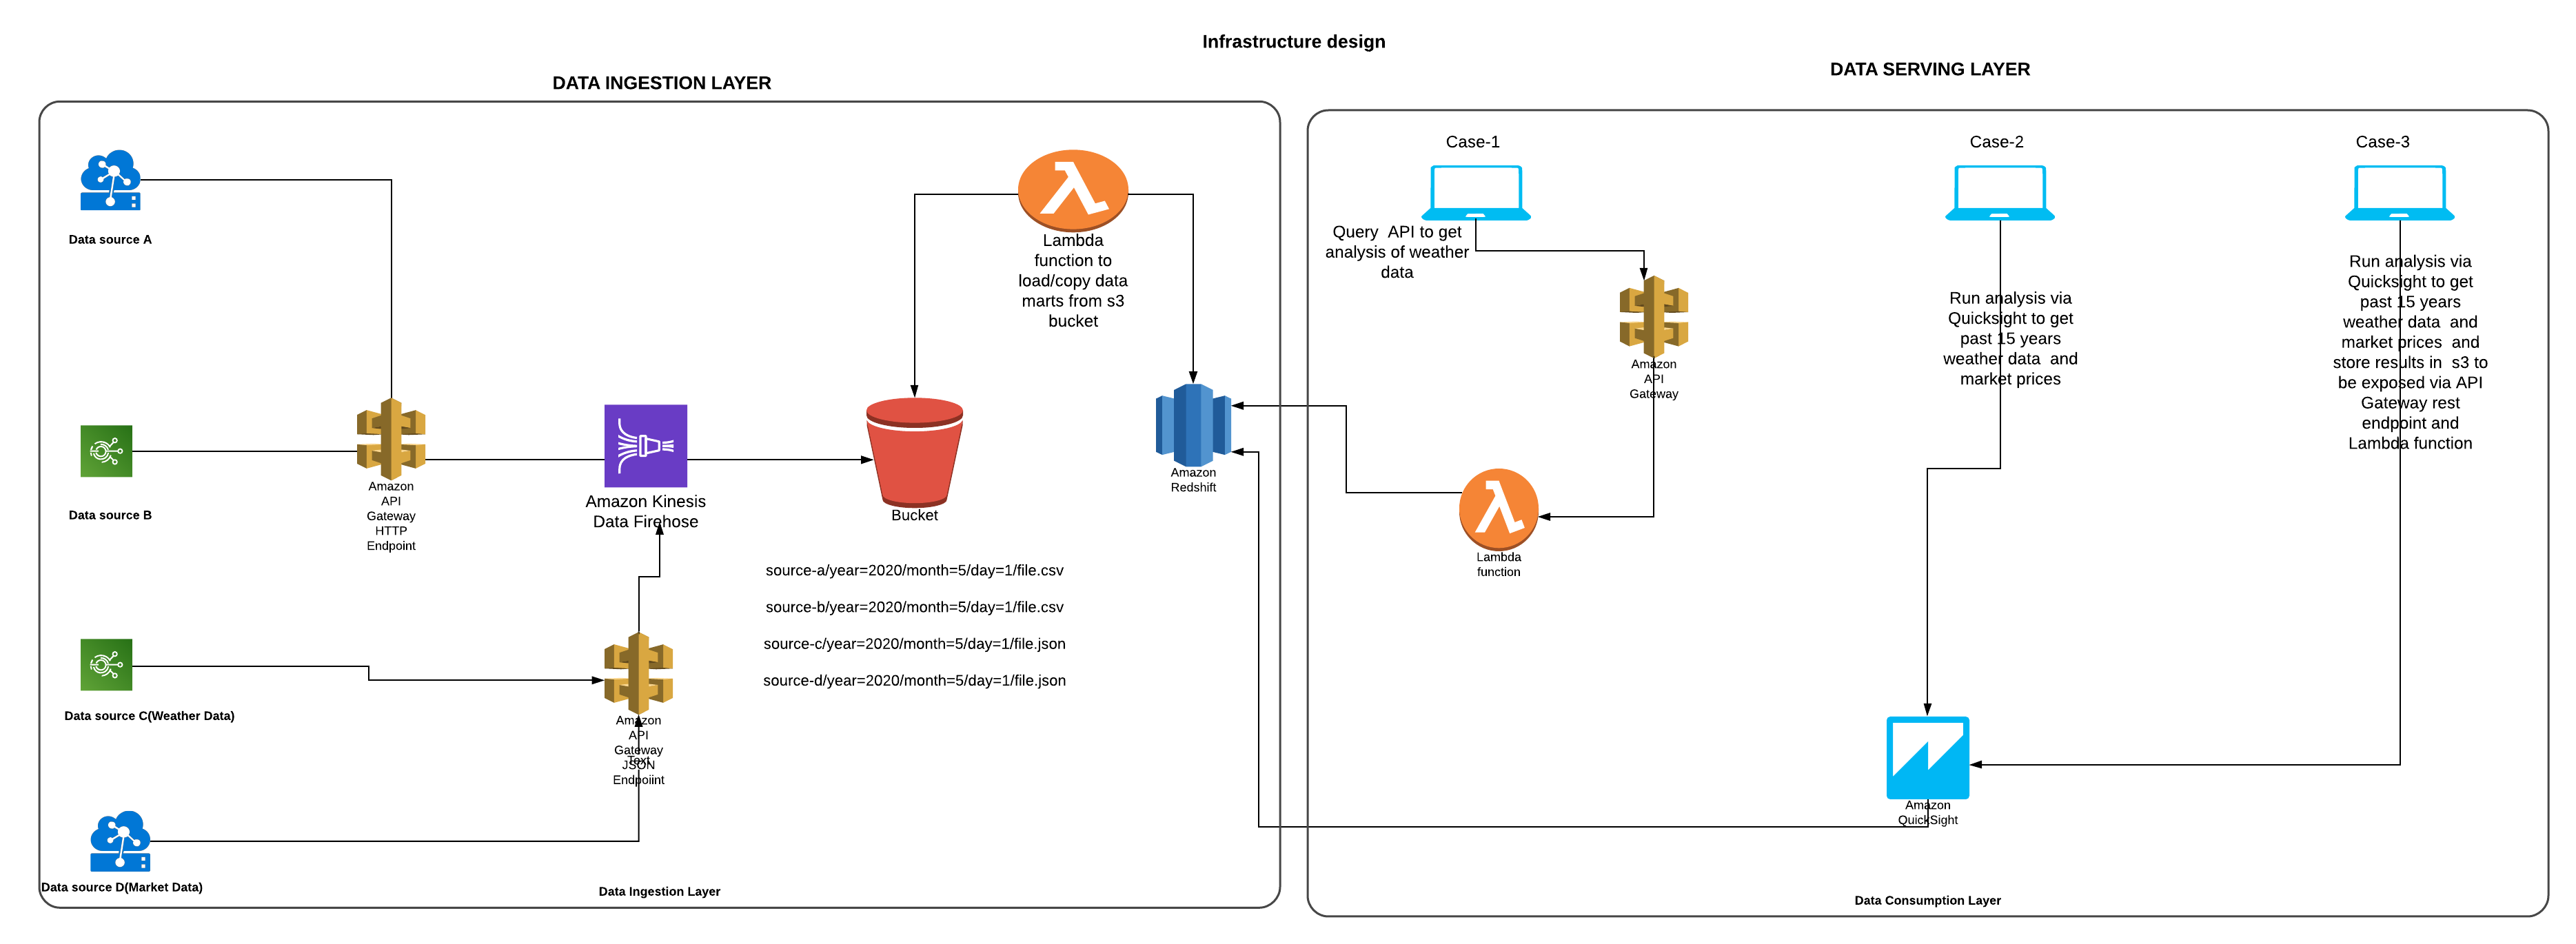 Infrastructure design
DATA INGESTION LAYER
DATA SERVING LAYER
Data source A
Data source B
Data source C(Weather Data)
Data source D(Market Data)
Amazon
API
Gateway
HTTP
Endpoint
Amazon Kinesis
Data Firehose
Amazon
API
Gateway
Text
JSON
Endpoiint
Bucket
source-a/year=2020/month=5/day=1/file.csv
source-b/year=2020/month=5/day=1/file.csv
source-c/year=2020/month=5/day=1/file.json
source-d/year=2020/month=5/day=1/file.json
Lambda
function to
load/copy data
marts from s3
bucket
Amazon
Redshift
Data Ingestion Layer
Case-1
Query API to get
analysis of weather
data
Amazon
API
Gateway
Lambda
function
Case-2
Run analysis via
Quicksight to get
past 15 years
weather data and
market prices
Case-3
Run analysis via
Quicksight to get
past 15 years
weather data and
market prices and
store results in s3 to
be exposed via API
Gateway rest
endpoint and
Lambda function
Amazon
QuickSight
Data Consumption Layer